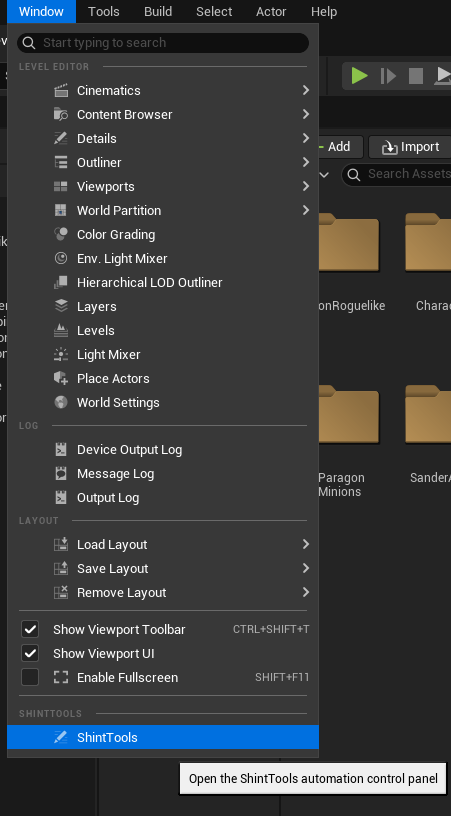 Window Tools Build Select Actor Help
Start typing to search
LEVEL EDITOR
Cinematics
Content Browser
Details
Outliner
Viewports
World Partition
Color Grading
Env. Light Mixer
Hierarchical LOD Outliner
Layers
Levels
Light Mixer
Place Actors
World Settings
LOG
Device Output Log
Message Log
Output Log
LAYOUT
Load Layout
Save Layout
Remove Layout
Show Viewport Toolbar CTRL+SHIFT+T
Show Viewport UI
Enable Fullscreen SHIFT+F11
SHINTTOOLS
ShintTools
Open the ShintTools automation control panel
Add Import
Search Assets
onRoguelike Chara
Paragon
Minions
Sander